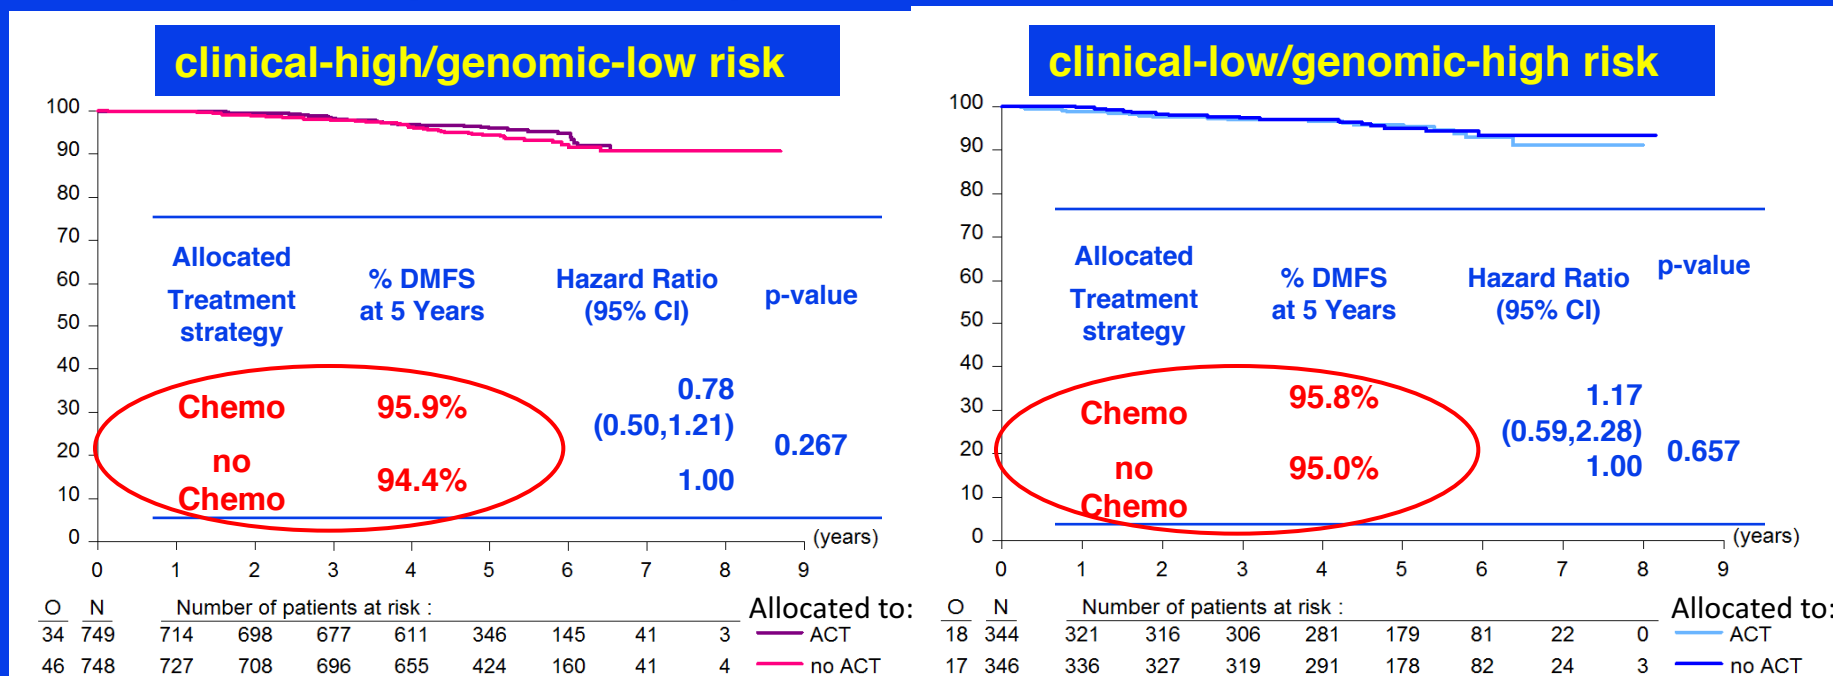 clinical-high/genomic-low risk
100
90
80
70
60
50
40
30
20
10
0
Allocated
Treatment
strategy
% DMFS
at 5 Years
Hazard Ratio
(95% CI)
p-value
Chemo
95.9%
0.78
(0.50,1.21)
0.267
no
Chemo
94.4%
1.00
(years)
0 1 2 3 4 5 6 7 8 9
O N Number of patients at risk : Allocated to:
34 749 714 698 677 611 346 145 41 3 ACT
46 748 727 708 696 655 424 160 41 4 no ACT
clinical-low/genomic-high risk
100
90
80
70
60
50
40
30
20
10
0
Allocated
Treatment
strategy
% DMFS
at 5 Years
Hazard Ratio
(95% CI)
p-value
Chemo
95.8%
1.17
(0.59,2.28)
0.657
no
Chemo
95.0%
1.00
(years)
0 1 2 3 4 5 6 7 8 9
O N Number of patients at risk : Allocated to:
18 344 321 316 306 281 179 81 22 0 ACT
17 346 336 327 319 291 178 82 24 3 no ACT